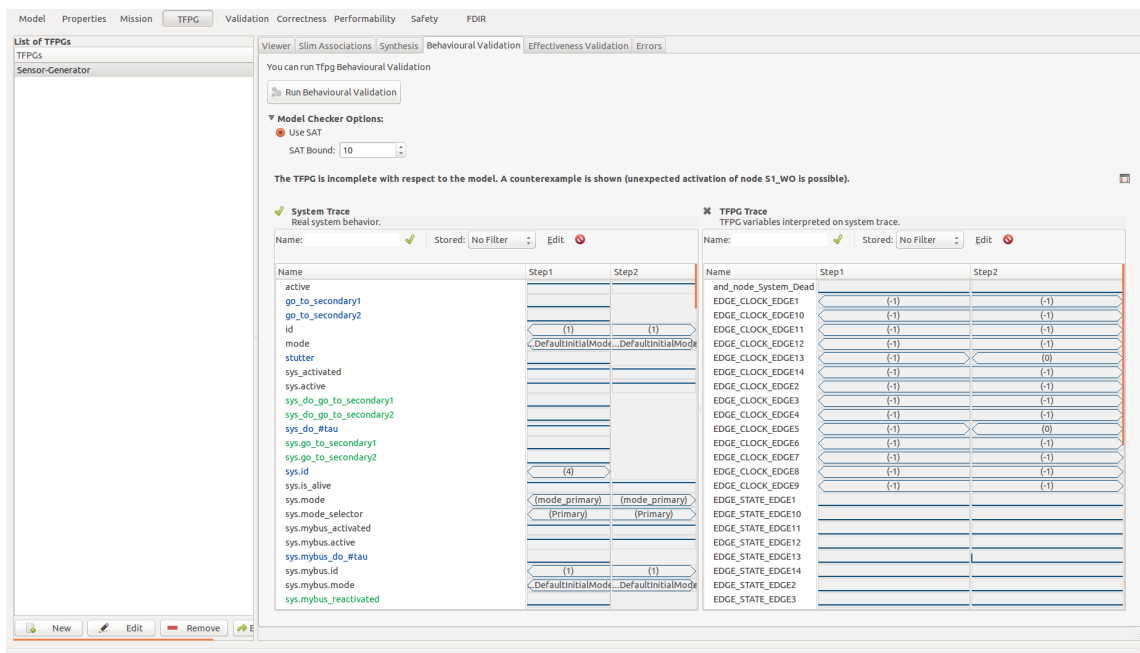 Model Properties Mission TFPG Validation Correctness Performability Safety FDIR
List of TFPGs
TFPGs
Sensor-Generator
Viewer Slim Associations Synthesis Behavioural Validation Effectiveness Validation Errors
You can run Tfpg Behavioural Validation
Run Behavioural Validation
Model Checker Options:
Use SAT
SAT Bound: 10
The TFPG is incomplete with respect to the model. A counterexample is shown (unexpected activation of node S1_WO is possible).
System Trace
Real system behavior.
Name: Stored: No Filter Edit
Name Step1 Step2
active
go_to_secondary1
go_to_secondary2
id (1) (1)
mode ...DefaultInitialMode ...DefaultInitialMode
stutter
sys_activated
sys.active
sys_do_go_to_secondary1
sys_do_go_to_secondary2
sys_do_#tau
sys.go_to_secondary1
sys.go_to_secondary2
sys.id (4)
sys.is_alive
sys.mode (mode_primary) (mode_primary)
sys.mode_selector (Primary) (Primary)
sys.mybus_activated
sys.mybus.active
sys.mybus_do_#tau
sys.mybus.id (1) (1)
sys.mybus.mode ...DefaultInitialMode ...DefaultInitialMode
sys.mybus_reactivated
TFPG Trace
TFPG variables interpreted on system trace.
Name: Stored: No Filter Edit
Name Step1 Step2
and_node_System_Dead
EDGE_CLOCK_EDGE1 (-1) (-1)
EDGE_CLOCK_EDGE10 (-1) (-1)
EDGE_CLOCK_EDGE11 (-1) (-1)
EDGE_CLOCK_EDGE12 (-1) (-1)
EDGE_CLOCK_EDGE13 (-1) (0)
EDGE_CLOCK_EDGE14 (-1) (-1)
EDGE_CLOCK_EDGE2 (-1) (-1)
EDGE_CLOCK_EDGE3 (-1) (-1)
EDGE_CLOCK_EDGE4 (-1) (-1)
EDGE_CLOCK_EDGE5 (-1) (0)
EDGE_CLOCK_EDGE6 (-1) (-1)
EDGE_CLOCK_EDGE7 (-1) (-1)
EDGE_CLOCK_EDGE8 (-1) (-1)
EDGE_CLOCK_EDGE9 (-1) (-1)
EDGE_STATE_EDGE1
EDGE_STATE_EDGE10
EDGE_STATE_EDGE11
EDGE_STATE_EDGE12
EDGE_STATE_EDGE13
EDGE_STATE_EDGE14
EDGE_STATE_EDGE2
EDGE_STATE_EDGE3
New Edit Remove E